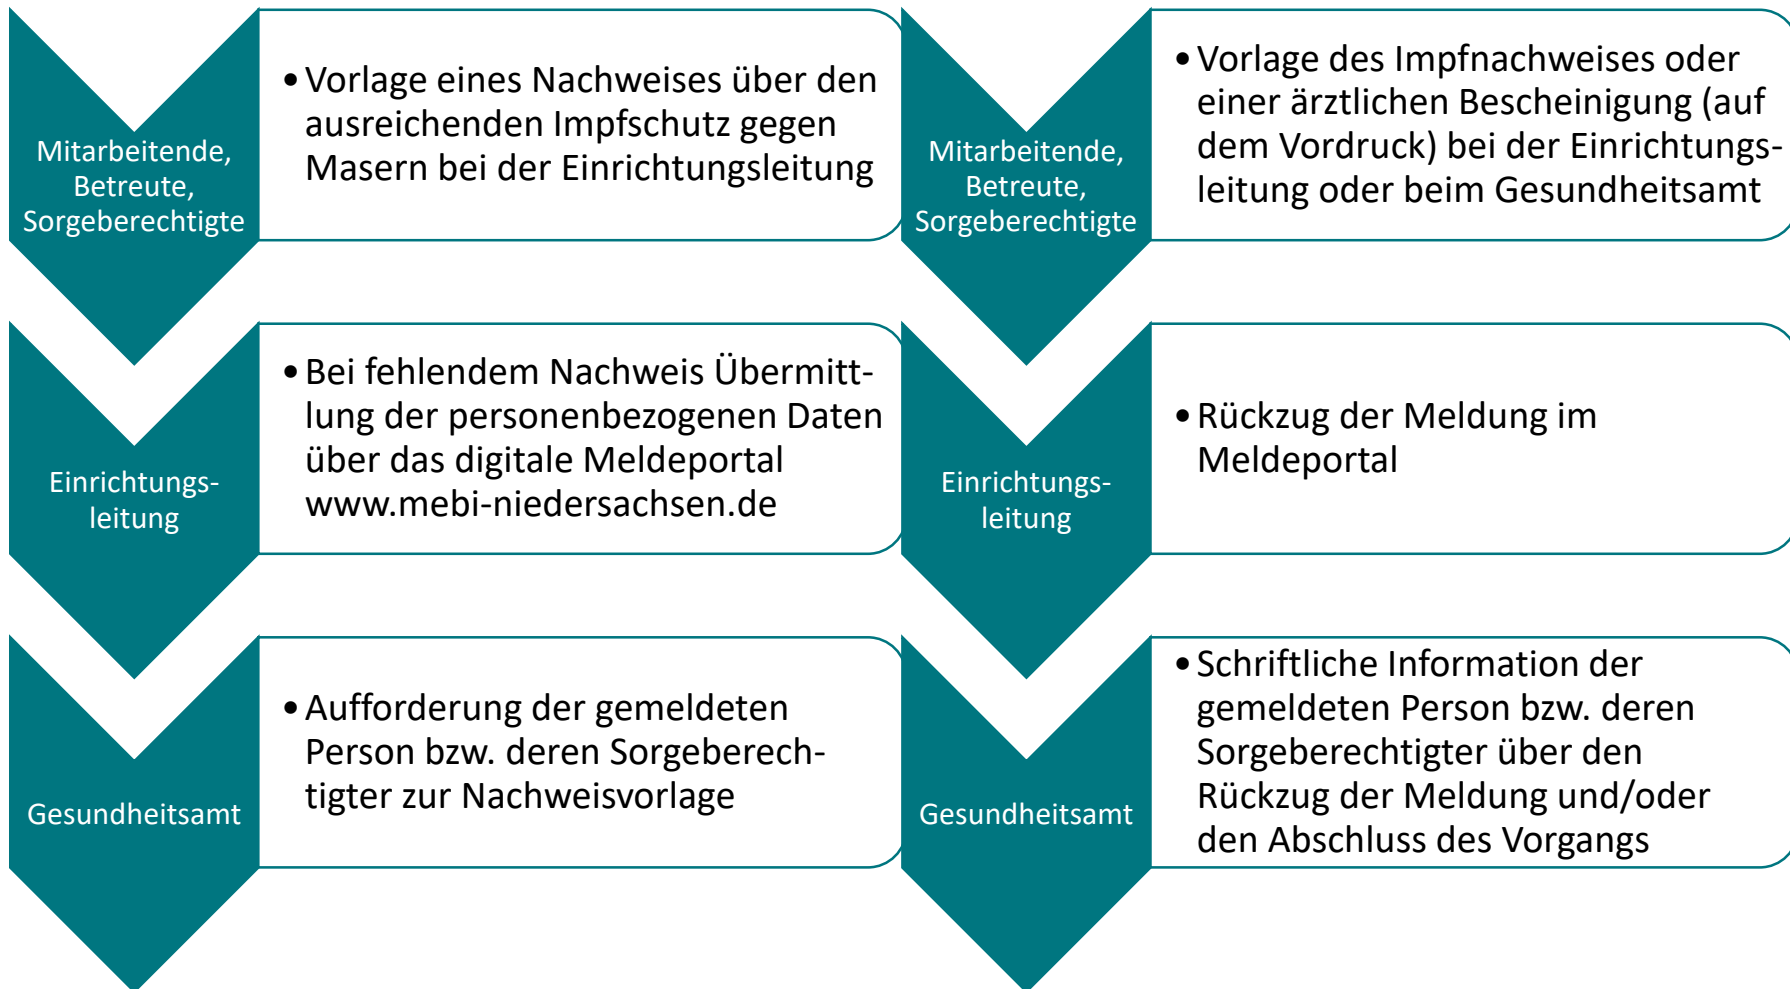 Mitarbeitende,
Betreute,
Sorgeberechtigte
• Vorlage eines Nachweises über den
ausreichenden Impfschutz gegen
Masern bei der Einrichtungsleitung
Einrichtungs-
leitung
• Bei fehlendem Nachweis Übermitt-
lung der personenbezogenen Daten
über das digitale Meldeportal
www.mebi-niedersachsen.de
Gesundheitsamt
• Aufforderung der gemeldeten
Person bzw. deren Sorgeberech-
tigter zur Nachweisvorlage
Mitarbeitende,
Betreute,
Sorgeberechtigte
• Vorlage des Impfnachweises oder
einer ärztlichen Bescheinigung (auf
dem Vordruck) bei der Einrichtungs-
leitung oder beim Gesundheitsamt
Einrichtungs-
leitung
• Rückzug der Meldung im
Meldeportal
Gesundheitsamt
• Schriftliche Information der
gemeldeten Person bzw. deren
Sorgeberechtigter über den
Rückzug der Meldung und/oder
den Abschluss des Vorgangs